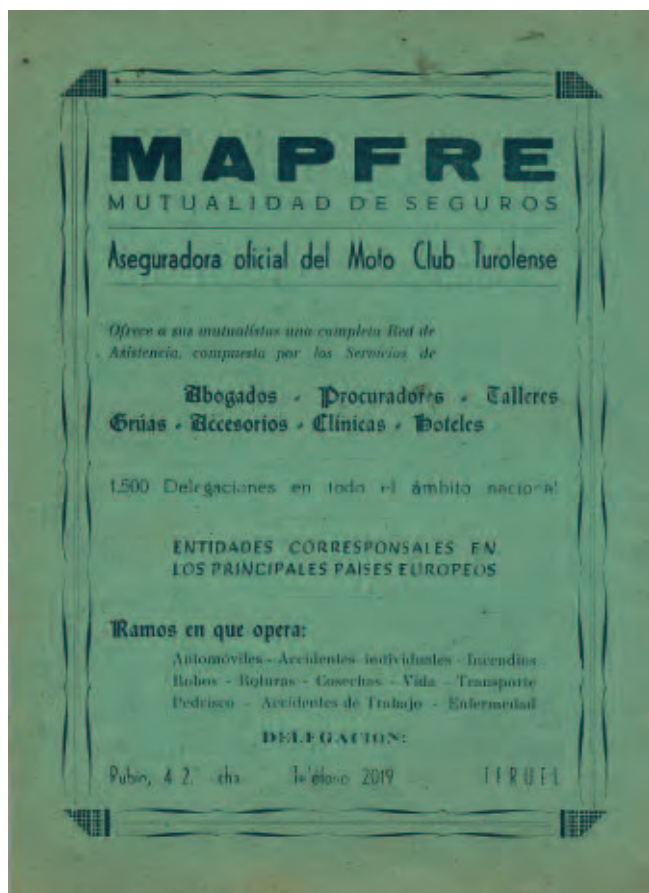 MAPFRE
MUTUALIDAD DE SEGUROS
Aseguradora oficial del Moto Club Turolense
Ofrece a sus mutualistas una completa Red de
Asistencia, compuesta por los Servicios de
Abogados - Procuradores - Talleres
Grúas - Accesorios - Clínicas - Hoteles
1.500 Delegaciones en todo el ámbito nacional
ENTIDADES CORRESPONSALES EN
LOS PRINCIPALES PAISES EUROPEOS
Ramos en que opera:
Automóviles - Accidentes individuales - Incendios
Robos - Roturas - Cosechas - Vida - Transporte
Pedrisco - Accidentes de Trabajo - Enfermedad
DELEGACION:
Rubio, 4 2. cha Teléfono 2019 TERUEL